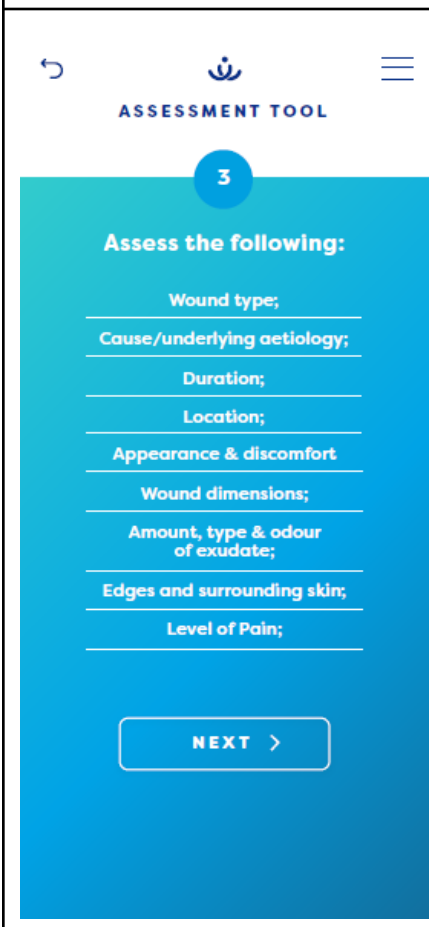 ASSESSMENT TOOL
3
Assess the following:
Wound type;
Cause/underlying aetiology;
Duration;
Location;
Appearance & discomfort
Wound dimensions;
Amount, type & odour
of exudate;
Edges and surrounding skin;
Level of Pain;
NEXT >